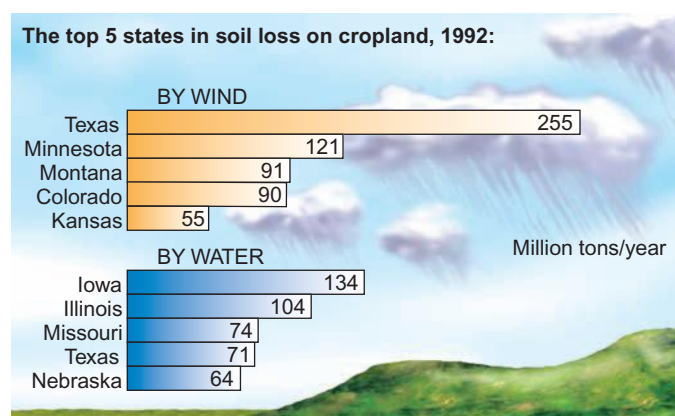 The top 5 states in soil loss on cropland, 1992:
BY WIND
Texas 255
Minnesota 121
Montana 91
Colorado 90
Kansas 55
Million tons/year
BY WATER
Iowa 134
Illinois 104
Missouri 74
Texas 71
Nebraska 64